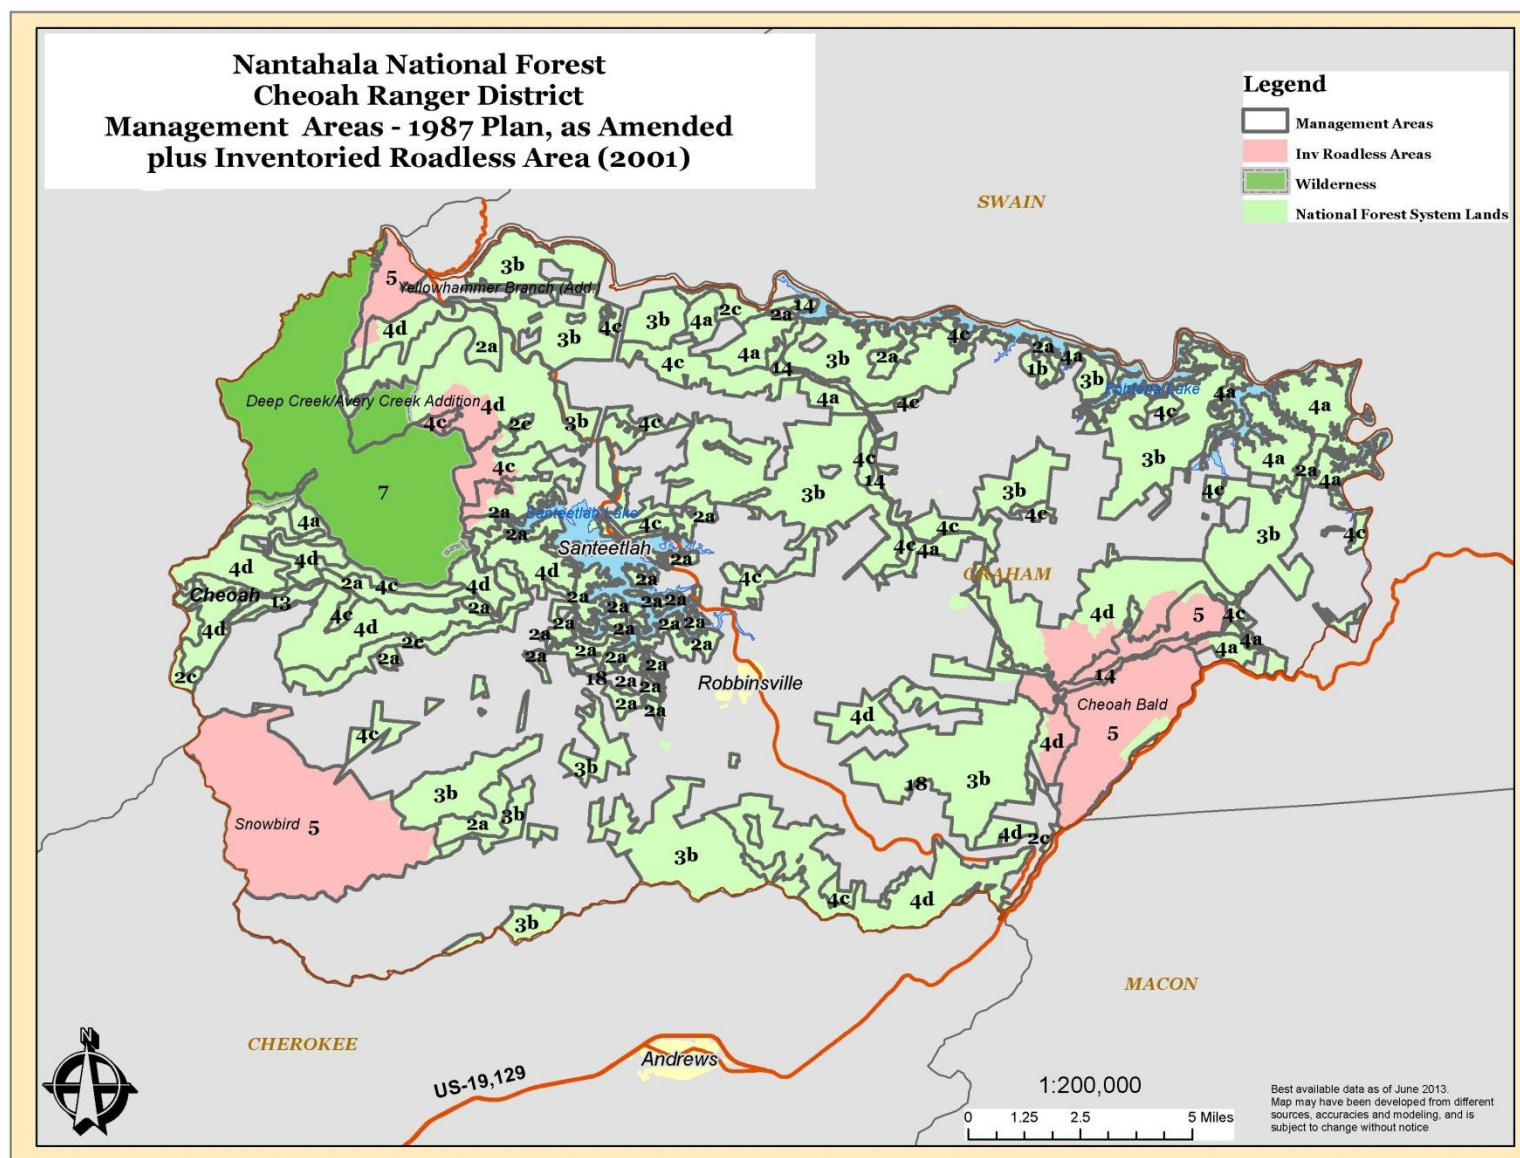 Nantahala National Forest
Cheoah Ranger District
Management Areas - 1987 Plan, as Amended
plus Inventoried Roadless Area (2001)
Legend
Management Areas
Inv Roadless Areas
Wilderness
National Forest System Lands
SWAIN
5
3b
Yellowhammer Branch (Add.)
4d
2a
3b
4c
3b
4a
2c
2a
14
4c
4a
14
3b
2a
4c
2a
4a
1b
3b
Fontana Lake
4a
4a
4c
3b
4a
2a
4a
4c
Deep Creek/Avery Creek Addition
4d
4c
2c
3b
4c
4a
4c
4c
7
4c
14
3b
3b
4c
2a
Santeetlah Lake
2a
4c
2a
4c
4c
4a
3b
4c
4a
Santeetlah
2a
4d
4d
2a
4c
4d
4d
2a
4c
GRAHAM
Cheoah
13
4c
2a
2a
2a
2a
2a
2a
4d
4d
2c
2a
2a
2a
2a
2a
2a
2a
2a
2a
2a
2a
2c
18
2a
2a
2a
2a
4d
5
4c
4a
4a
14
Robbinsville
Cheoah Bald
5
4d
4d
4c
3b
18
3b
3b
3b
2a
Snowbird
5
4d
2c
3b
4c
4d
3b
MACON
CHEROKEE
Andrews
US-19,129
N
1:200,000
0 1.25 2.5 5 Miles
Best available data as of June 2013.
Map may have been developed from different
sources, accuracies and modeling, and is
subject to change without notice